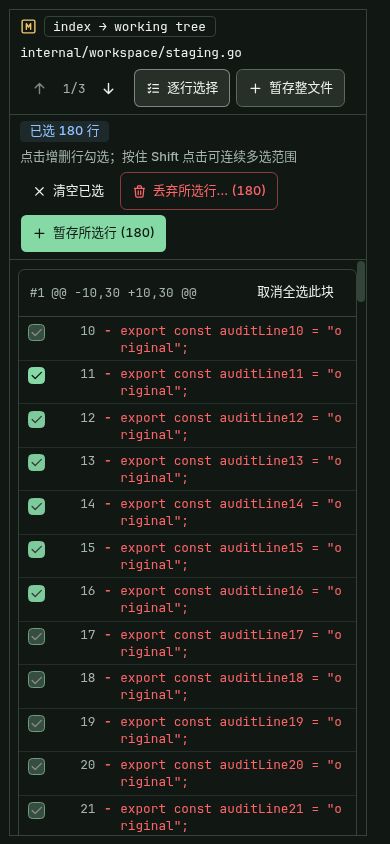 M index → working tree
internal/workspace/staging.go
↑ 1/3 ↓ 逐行选择 + 暂存整文件
已选 180 行
点击增删行勾选；按住 Shift 点击可连续多选范围
× 清空已选 丢弃所选行... (180)
+ 暂存所选行 (180)
#1 @@ -10,30 +10,30 @@ 取消全选此块
10 - export const auditLine10 = "o
riginal";
11 - export const auditLine11 = "o
riginal";
12 - export const auditLine12 = "o
riginal";
13 - export const auditLine13 = "o
riginal";
14 - export const auditLine14 = "o
riginal";
15 - export const auditLine15 = "o
riginal";
16 - export const auditLine16 = "o
riginal";
17 - export const auditLine17 = "o
riginal";
18 - export const auditLine18 = "o
riginal";
19 - export const auditLine19 = "o
riginal";
20 - export const auditLine20 = "o
riginal";
21 - export const auditLine21 = "o
riginal";